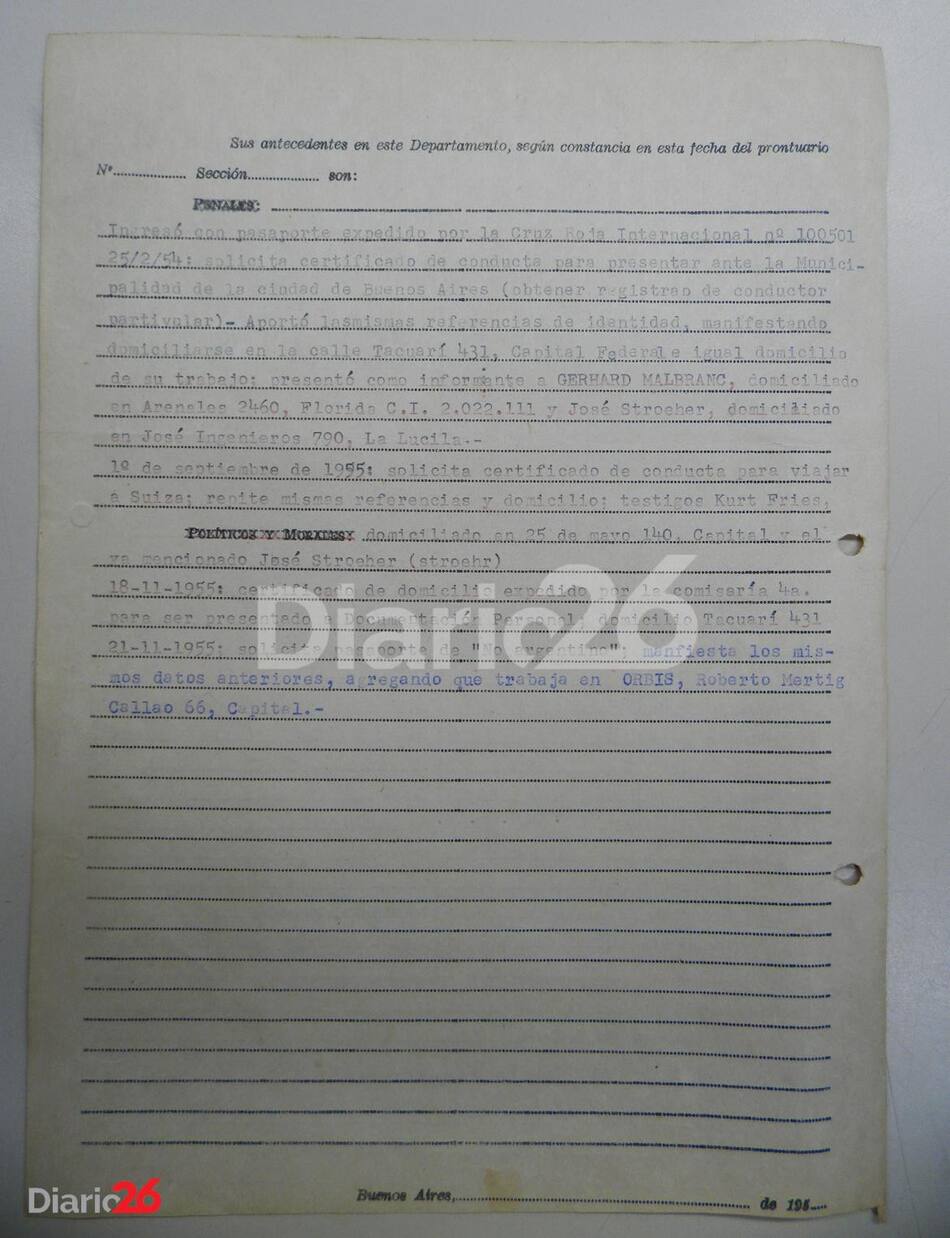 Sus antecedentes en este Departamento, según constancia en esta fecha del prontuario
Nº.................. Sección.................. son:
PENALES:
Ingresó con pasaporte expedido por la Cruz Roja Internacional nº 100501
25/2/54: solicita certificado de conducta para presentar ante la Munici-
palidad de la ciudad de Buenos Aires (obtener registrao de conductor
partivular)- Aportó lasmismas referencias de identidad, manifestando
domiciliarse en la calle Tacuarí 431, Capital Federal e igual domicilio
de su trabajo; presentó como informante a GERHARD MALBRANC, domiciliado
en Arenales 2460, Florida C.I. 2.022.111 y José Stroeher, domiciliado
en José Ingenieros 790, La Lucila.-
1º de septiembre de 1955: solicita certificado de conducta para viajar
a Suiza; repite mismas referencias y domicilio; testigos Kurt Fries,
POLÍTICOS Y MORALES: domiciliado en 25 de mayo 140, Capital y el
ya mencionado José Stroeher (stroehr)
18-11-1955: certificado de domicilio expedido por la comisaría 4a.
para ser presentado a Documentación Personal, domicilio Tacuarí 431
21-11-1955: solicita pasaporte de "No argentino"; manfiesta los mis-
mos datos anteriores, agregando que trabaja en ORBIS, Roberto Mertig
Callao 66, Capital.-
Diario26
Buenos Aires,.................. de 195....
Diario26